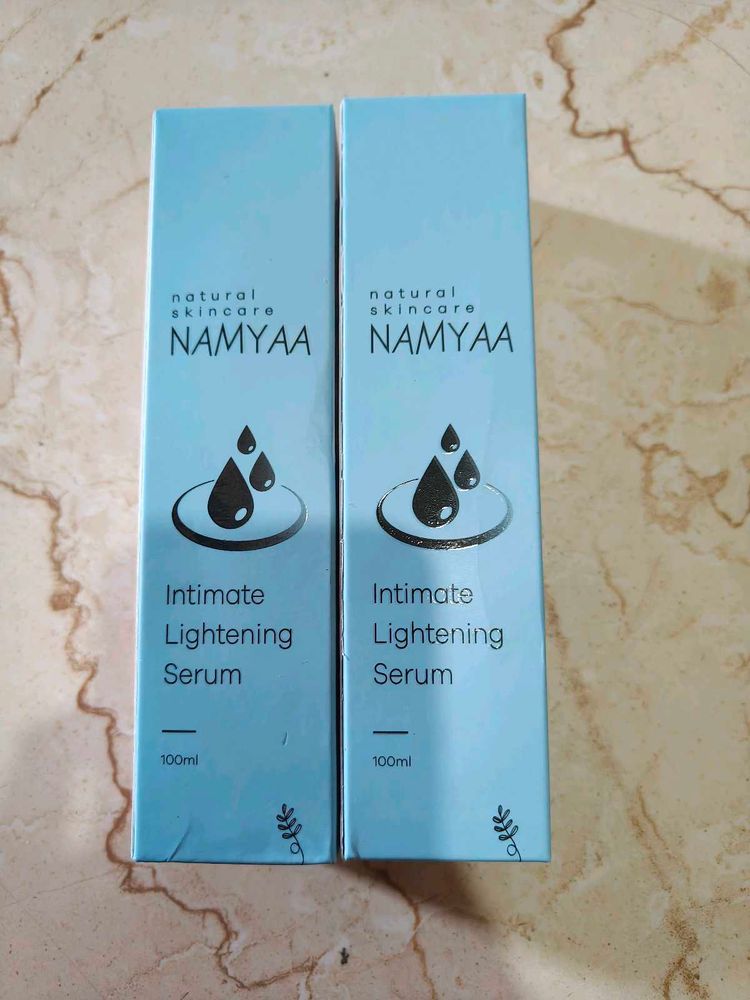 natural
skincare
NAMYAA
Intimate
Lightening
Serum
100ml
natural
skincare
NAMYAA
Intimate
Lightening
Serum
100ml